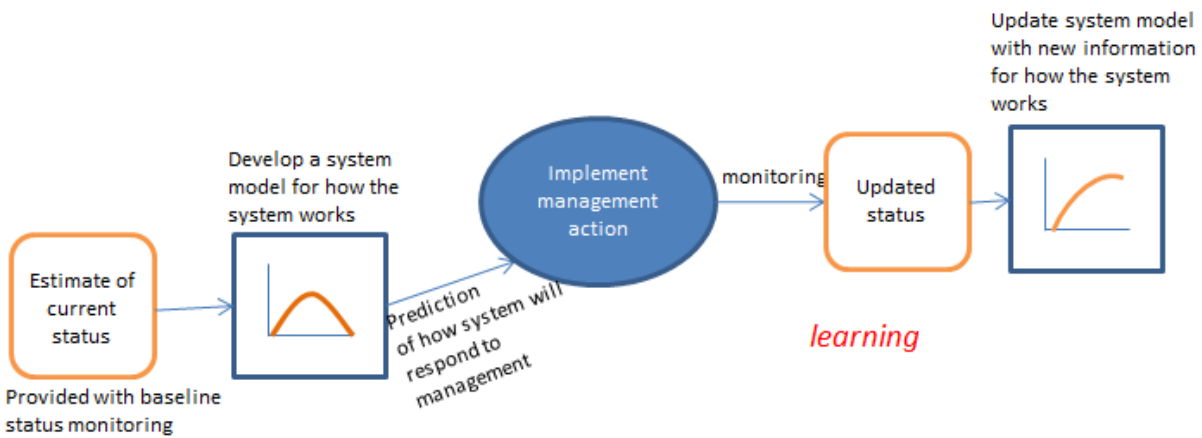 Estimate of
current
status
Provided with baseline
status monitoring
Develop a system
model for how the
system works
Prediction
of how system will
respond to
management
Implement
management
action
monitoring
Updated
status
Update system model
with new information
for how the system
works
learning